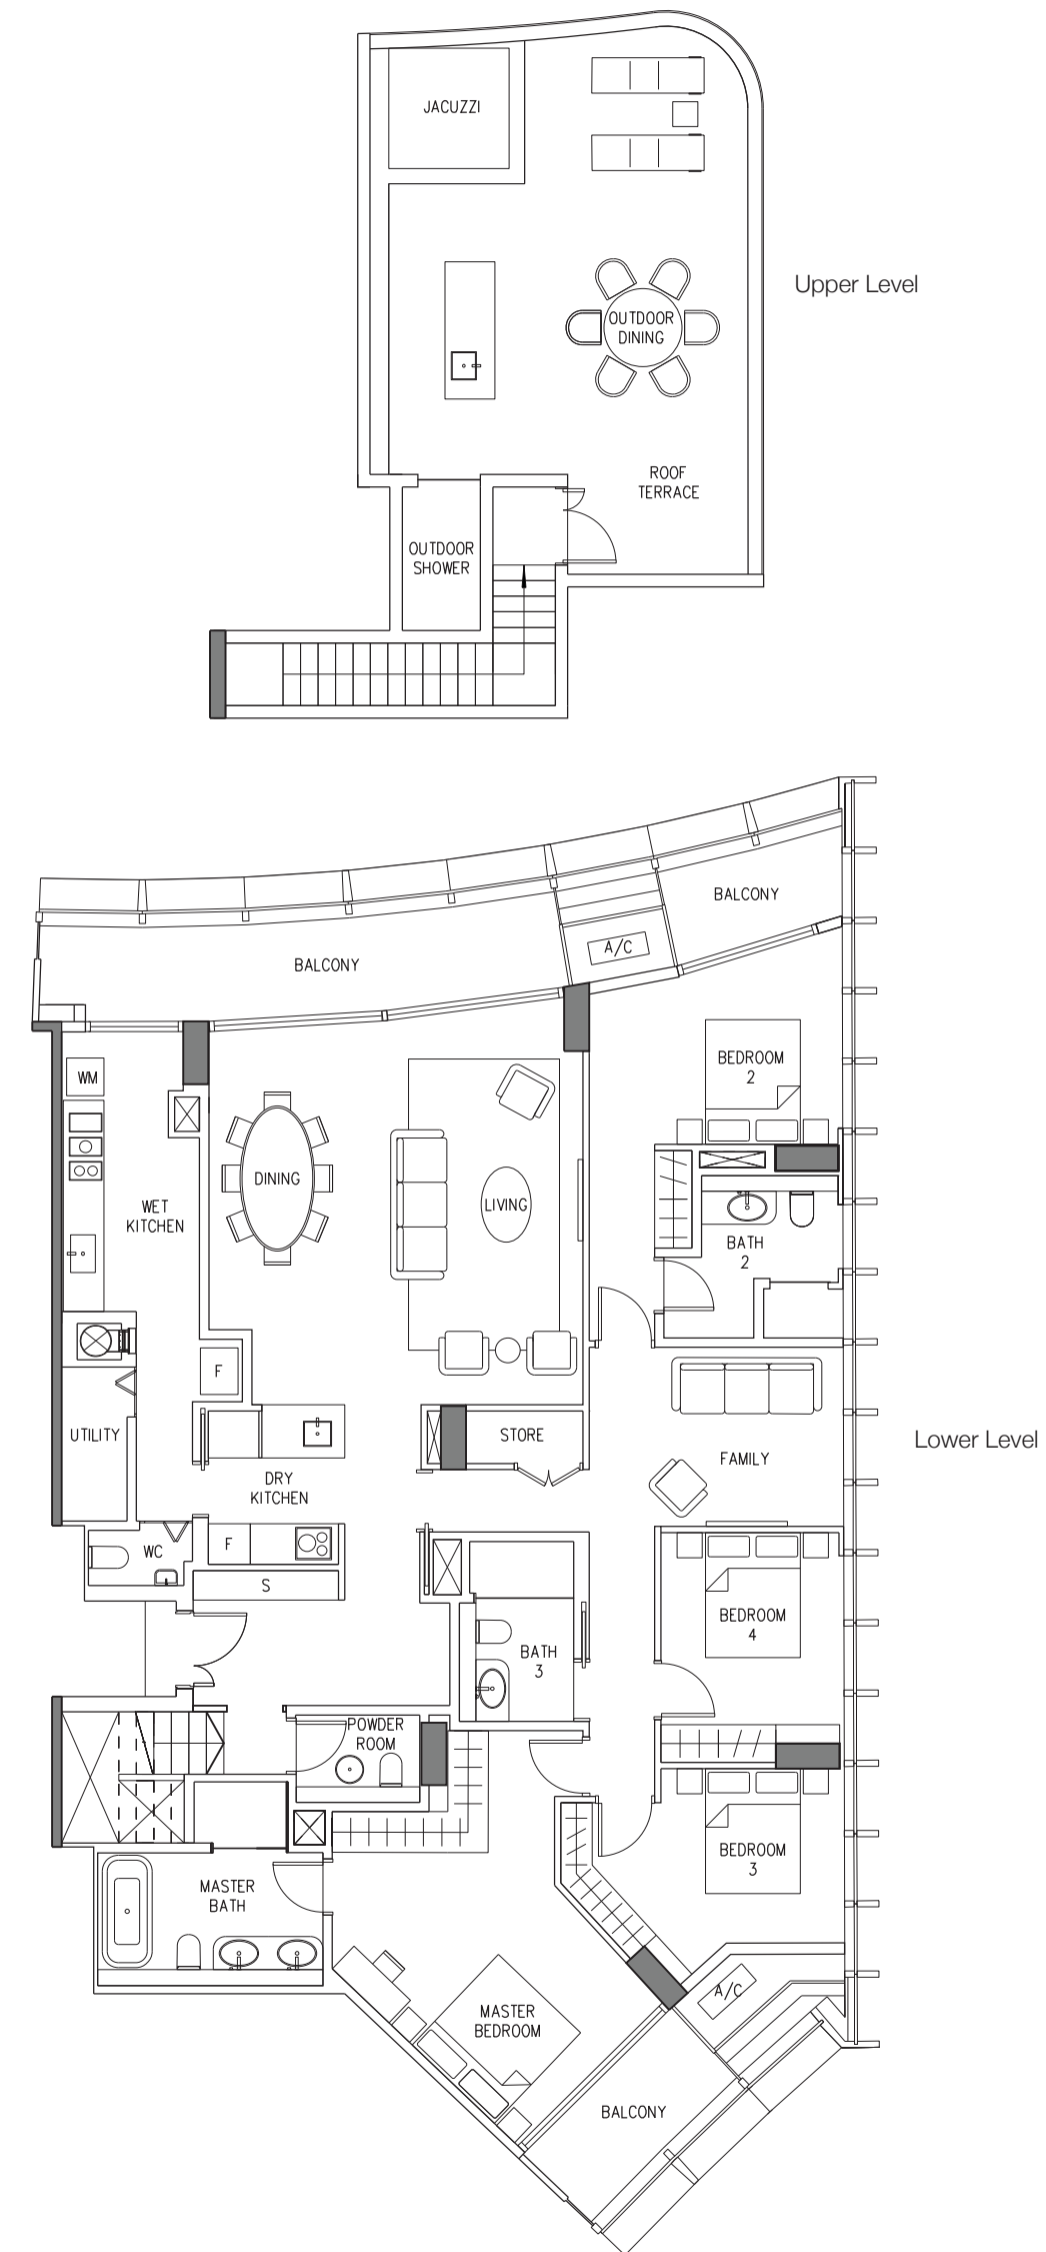 JACUZZI
Upper Level
OUTDOOR
DINING
ROOF
TERRACE
OUTDOOR
SHOWER
BALCONY
A/C
BALCONY
WM
BEDROOM
2
DINING
LIVING
WET
KITCHEN
BATH
2
F
UTILITY
STORE
Lower Level
FAMILY
DRY
KITCHEN
WC
F
S
BEDROOM
4
BATH
3
POWDER
ROOM
BEDROOM
3
MASTER
BATH
A/C
MASTER
BEDROOM
BALCONY